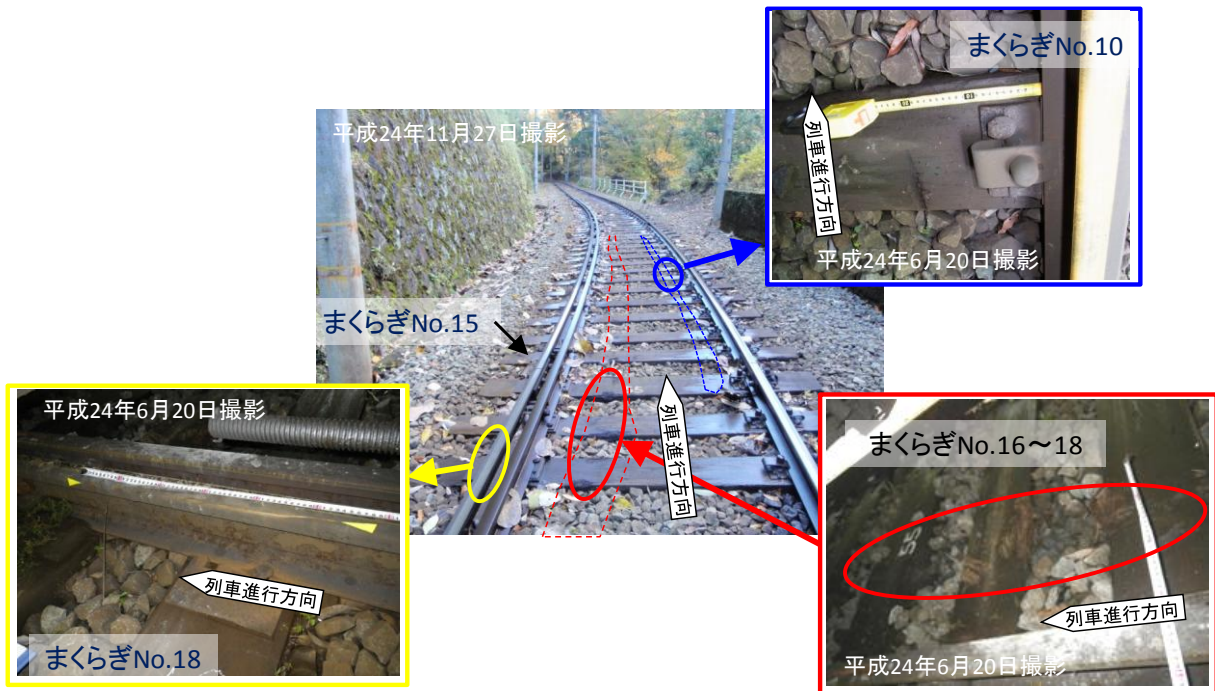 まくらぎNo.10
列車進行方向
平成24年6月20日撮影
平成24年11月27日撮影
まくらぎNo.15
列車進行方向
平成24年6月20日撮影
列車進行方向
まくらぎNo.18
まくらぎNo.16～18
55
列車進行方向
平成24年6月20日撮影